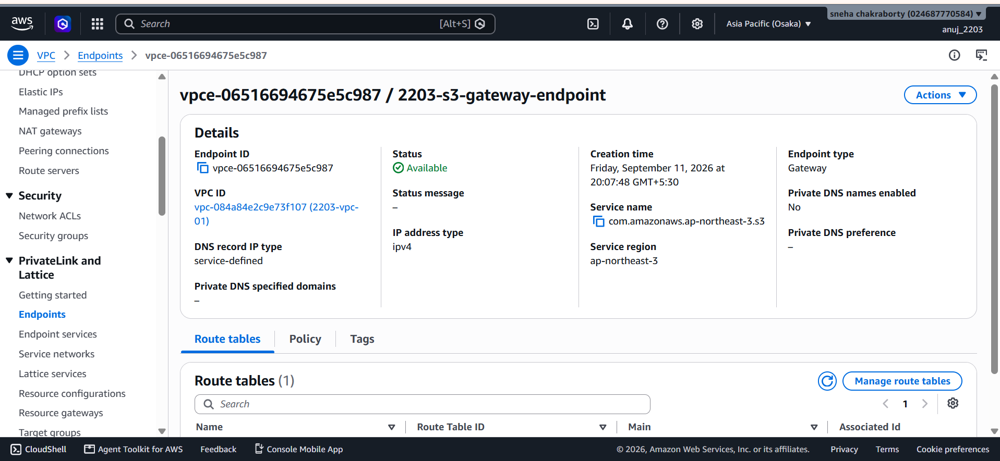 aws
Search
[Alt+S]
Asia Pacific (Osaka)
sneha chakraborty (024687770584)
anuj_2203
VPC
Endpoints
vpce-06516694675e5c987
DHCP option sets
Elastic IPs
Managed prefix lists
NAT gateways
Peering connections
Route servers
Security
Network ACLs
Security groups
PrivateLink and
Lattice
Getting started
Endpoints
Endpoint services
Service networks
Lattice services
Resource configurations
Resource gateways
Target groups
vpce-06516694675e5c987 / 2203-s3-gateway-endpoint
Actions
Details
Endpoint ID
vpce-06516694675e5c987
VPC ID
vpc-084a84e2c9e73f107 (2203-vpc-
01)
DNS record IP type
service-defined
Private DNS specified domains
–
Status
Available
Status message
–
IP address type
ipv4
Creation time
Friday, September 11, 2026 at
20:07:48 GMT+5:30
Service name
com.amazonaws.ap-northeast-3.s3
Service region
ap-northeast-3
Endpoint type
Gateway
Private DNS names enabled
No
Private DNS preference
–
Route tables
Policy
Tags
Route tables (1)
Manage route tables
Search
1
Name
Route Table ID
Main
Associated Id
CloudShell
Agent Toolkit for AWS
Feedback
Console Mobile App
© 2026, Amazon Web Services, Inc. or its affiliates.
Privacy
Terms
Cookie preferences